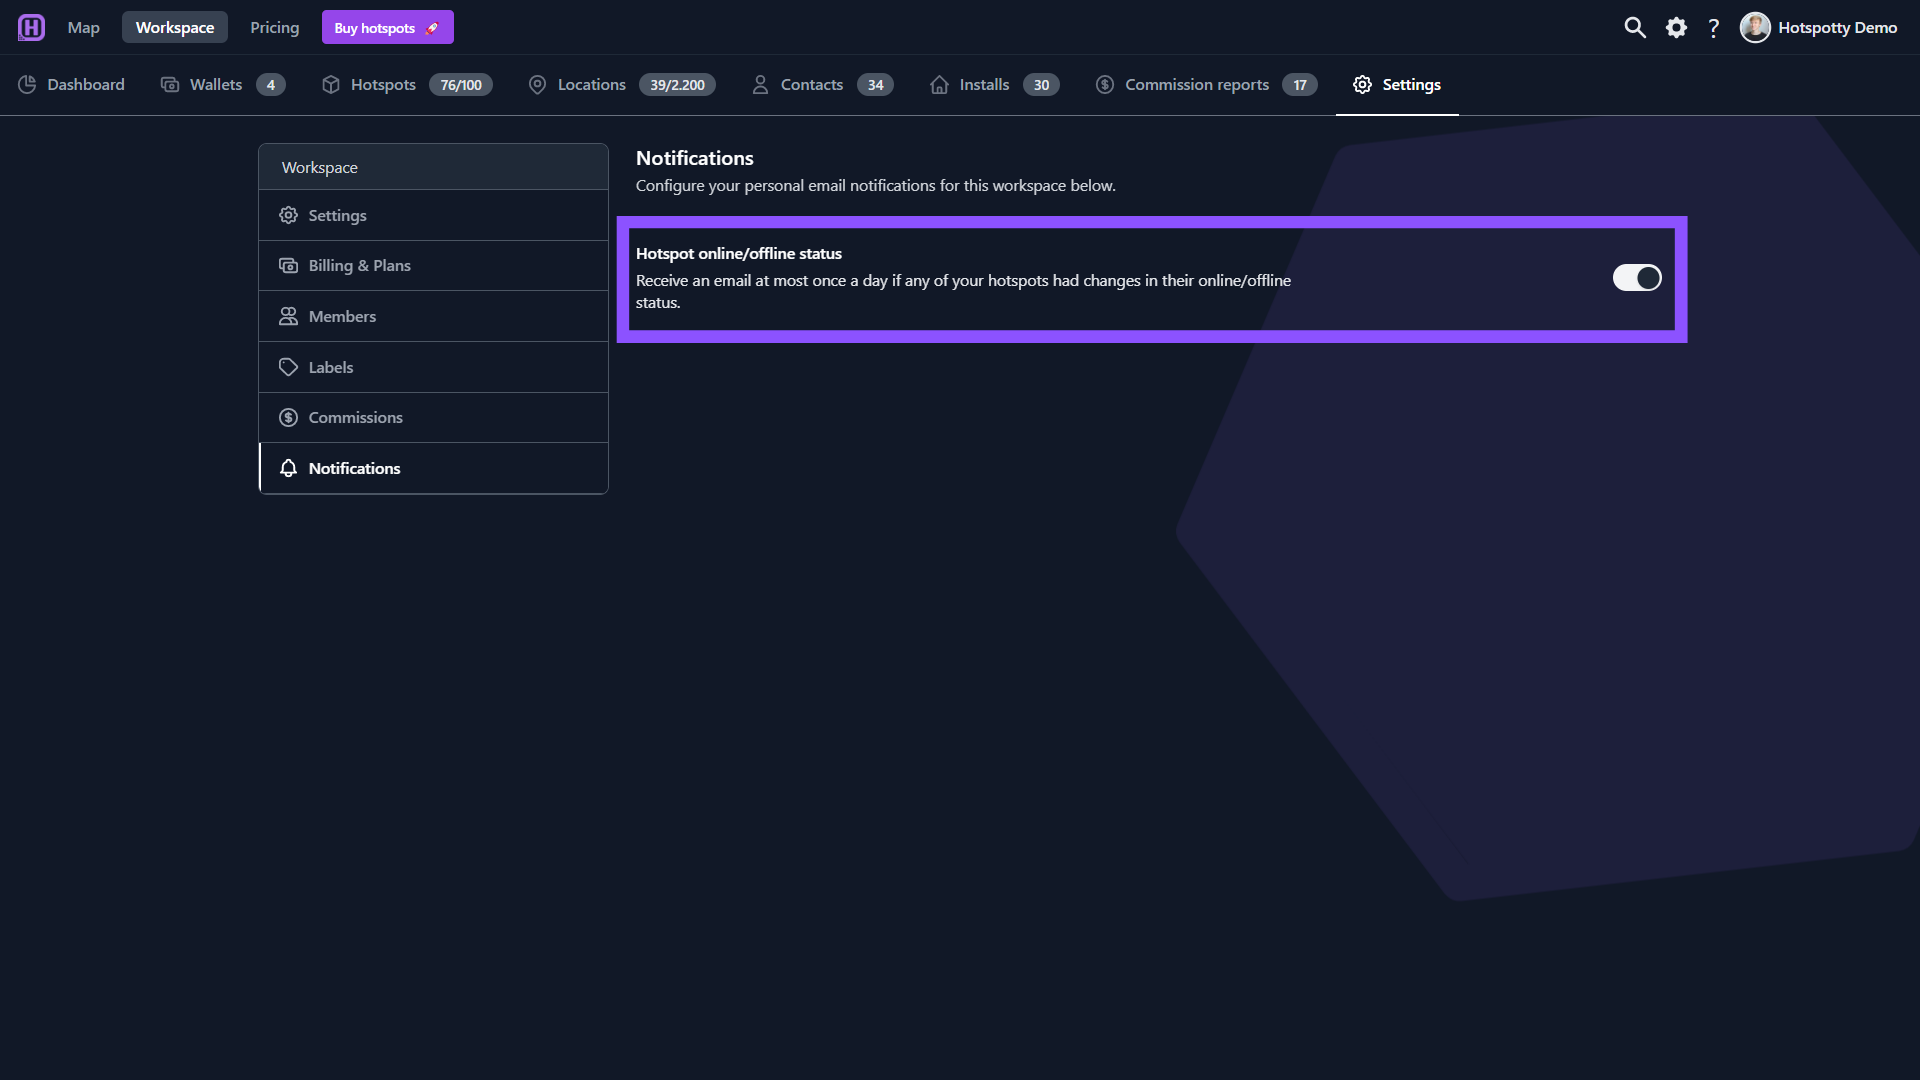 H Map Workspace Pricing Buy hotspots ? Hotspotty Demo
Dashboard Wallets 4 Hotspots 76/100 Locations 39/2.200 Contacts 34 Installs 30 Commission reports 17 Settings
Workspace
Settings
Billing & Plans
Members
Labels
Commissions
Notifications
Notifications
Configure your personal email notifications for this workspace below.
Hotspot online/offline status
Receive an email at most once a day if any of your hotspots had changes in their online/offline
status.